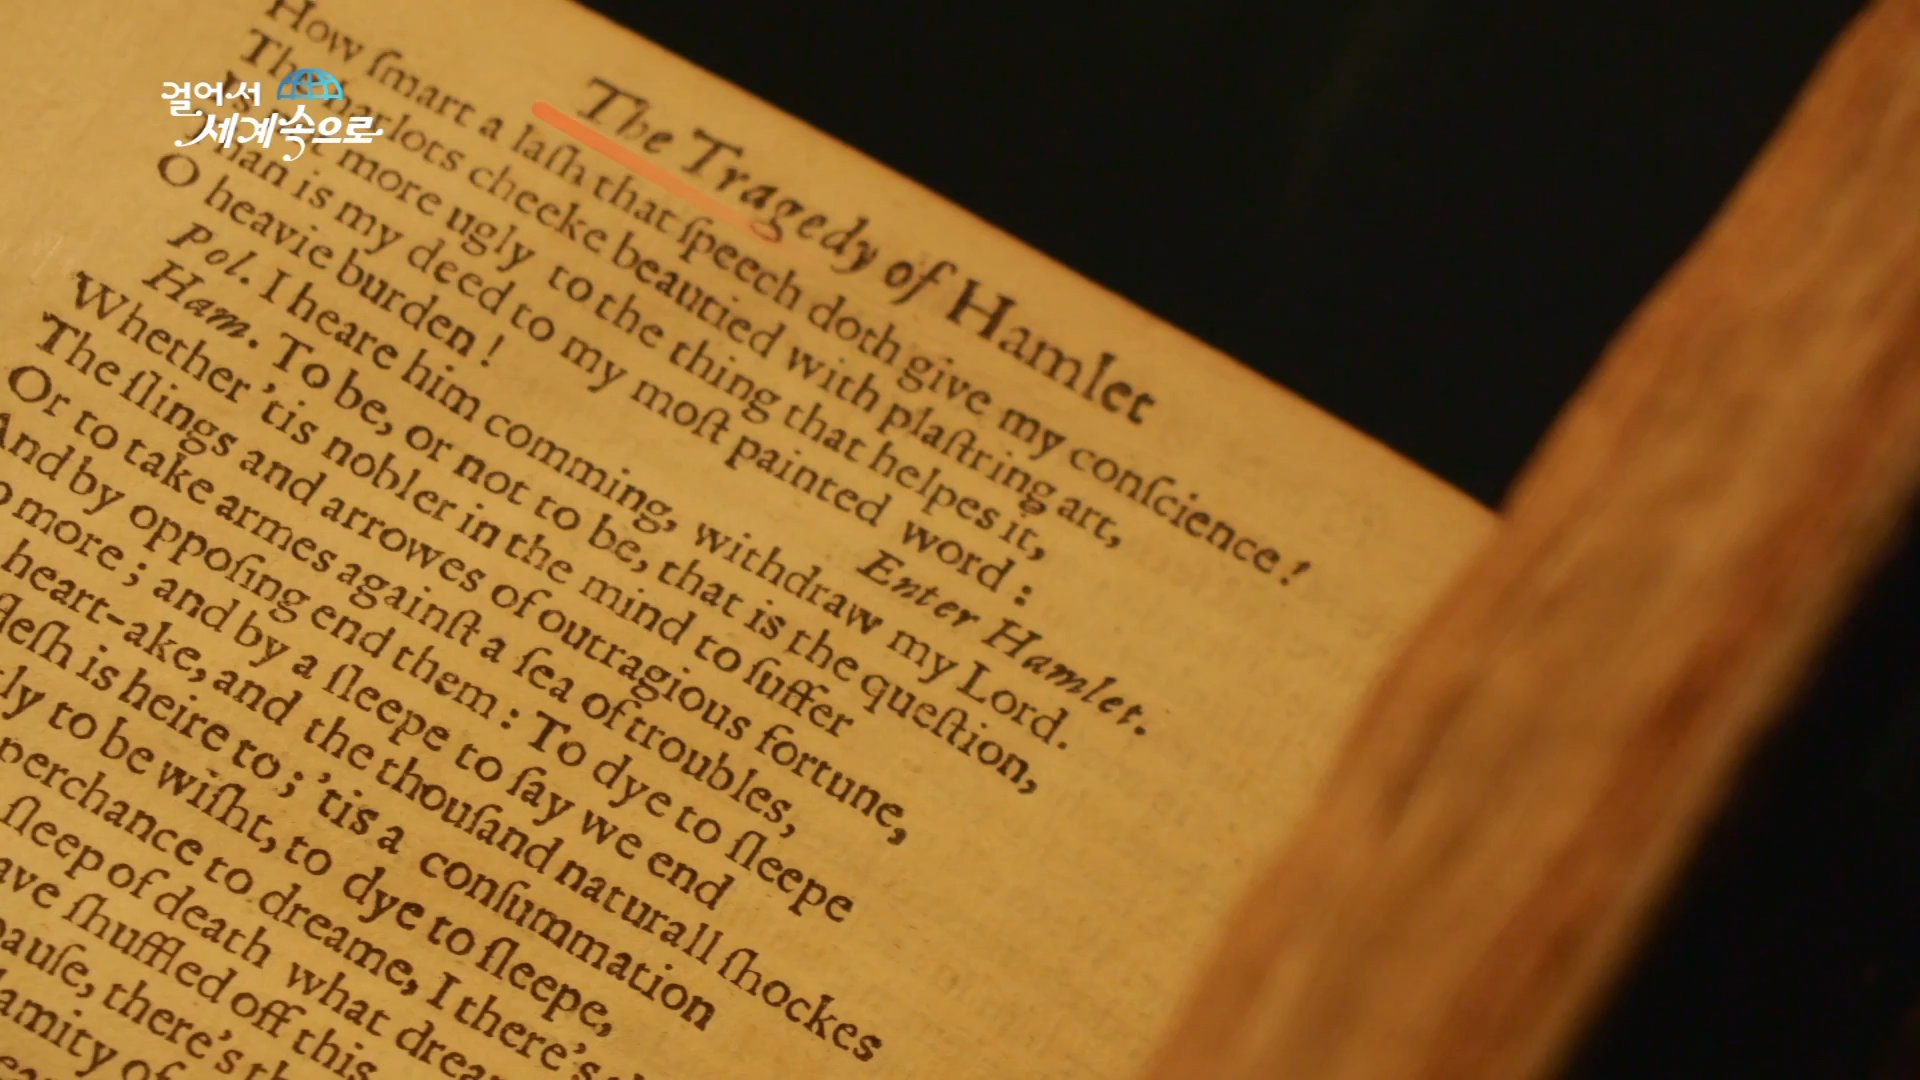 걸어서
세계속으로
The Tragedy of Hamlet
How ſmart a laſh that ſpeech doth give my conſcience!
The harlots cheeke beautied with plaſtring art,
more ugly to the thing that helpes it,
Than is my deed to my moſt painted word:
O heavie burden!
Enter Hamlet.
Pol. I heare him comming, withdraw my Lord.
Ham. To be, or not to be, that is the queſtion,
Whether 'tis nobler in the mind to ſuffer
The ſlings and arrowes of outragious fortune,
Or to take armes againſt a ſea of troubles,
And by oppoſing end them: To dye to ſleepe
more; and by a ſleepe to ſay we end
heart-ake, and the thouſand naturall ſhockes
fleſh is heire to; 'tis a conſummation
to be wiſht, to dye to ſleepe,
perchance to dreame, I there's
ſleep of death what
ſhuffled off this
there's
of